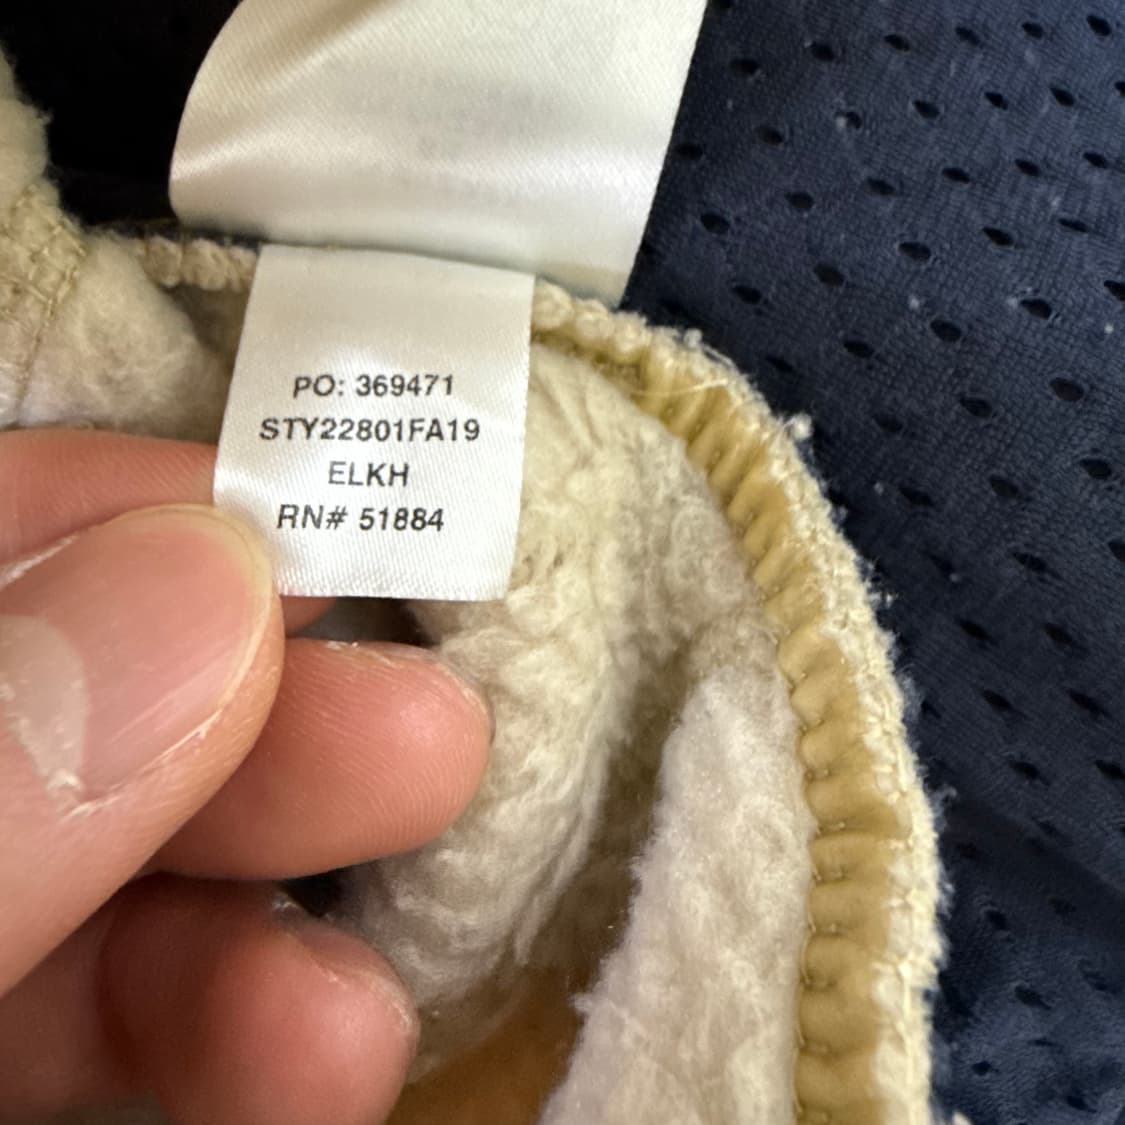 PO: 369471
STY22801FA19
ELKH
RN# 51884